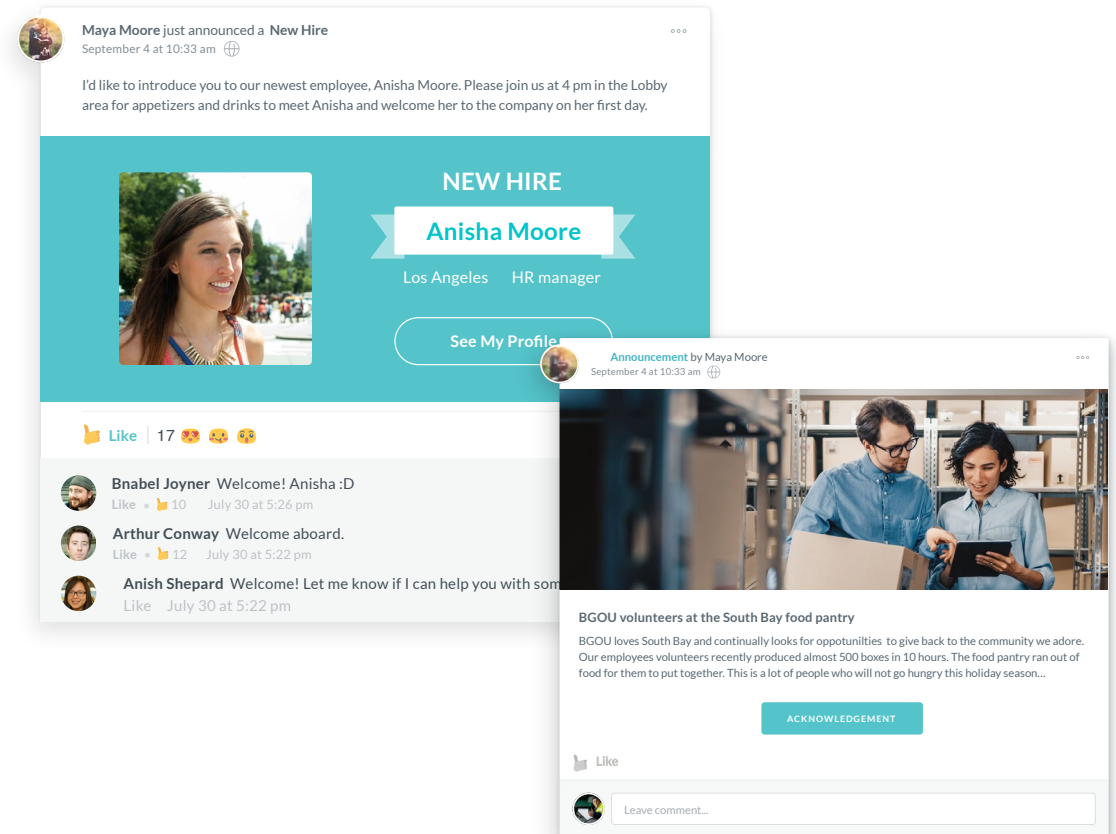 Maya Moore just announced a New Hire
September 4 at 10:33 am
I'd like to introduce you to our newest employee, Anisha Moore. Please join us at 4 pm in the Lobby
area for appetizers and drinks to meet Anisha and welcome her to the company on her first day.
NEW HIRE
Anisha Moore
Los Angeles HR manager
See My Profile
Like 17
Bnabel Joyner Welcome! Anisha :D
Like • 10 July 30 at 5:26 pm
Arthur Conway Welcome aboard.
Like • 12 July 30 at 5:22 pm
Anish Shepard Welcome! Let me know if I can help you with som
Like July 30 at 5:22 pm
Announcement by Maya Moore
September 4 at 10:33 am
BGOU volunteers at the South Bay food pantry
BGOU loves South Bay and continually looks for oppotunilties to give back to the community we adore.
Our employees volunteers recently produced almost 500 boxes in 10 hours. The food pantry ran out of
food for them to put together. This is a lot of people who will not go hungry this holiday season...
ACKNOWLEDGEMENT
Like
Leave comment...